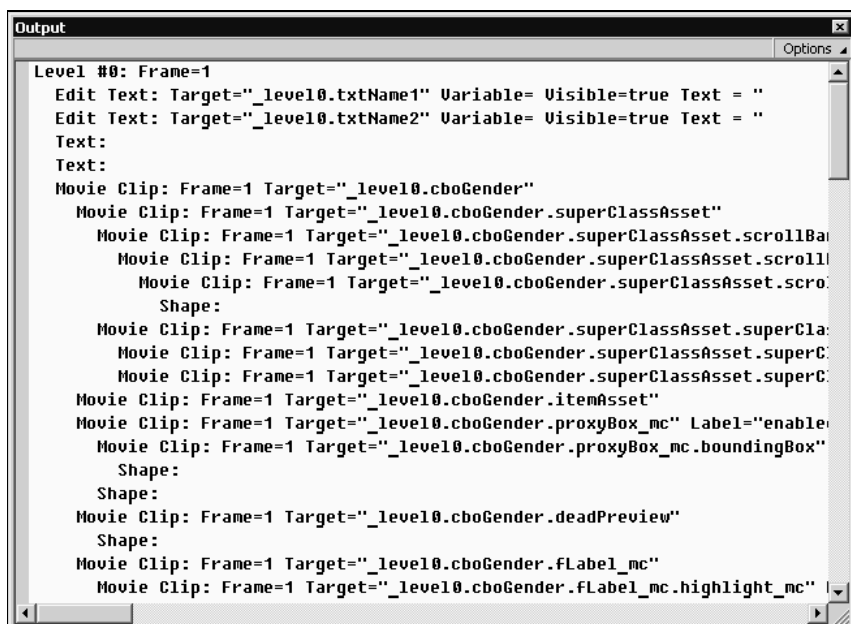 Output
Options
Level #0: Frame=1
Edit Text: Target="_level0.txtName1" Variable= Visible=true Text = "
Edit Text: Target="_level0.txtName2" Variable= Visible=true Text = "
Text:
Text:
Movie Clip: Frame=1 Target="_level0.cboGender"
Movie Clip: Frame=1 Target="_level0.cboGender.superClassAsset"
Movie Clip: Frame=1 Target="_level0.cboGender.superClassAsset.scrollBa
Movie Clip: Frame=1 Target="_level0.cboGender.superClassAsset.scroll
Movie Clip: Frame=1 Target="_level0.cboGender.superClassAsset.scro
Shape:
Movie Clip: Frame=1 Target="_level0.cboGender.superClassAsset.superCla
Movie Clip: Frame=1 Target="_level0.cboGender.superClassAsset.superC
Movie Clip: Frame=1 Target="_level0.cboGender.superClassAsset.superC
Movie Clip: Frame=1 Target="_level0.cboGender.itemAsset"
Movie Clip: Frame=1 Target="_level0.cboGender.proxyBox_mc" Label="enable
Movie Clip: Frame=1 Target="_level0.cboGender.proxyBox_mc.boundingBox"
Shape:
Shape:
Movie Clip: Frame=1 Target="_level0.cboGender.deadPreview"
Shape:
Movie Clip: Frame=1 Target="_level0.cboGender.fLabel_mc"
Movie Clip: Frame=1 Target="_level0.cboGender.fLabel_mc.highlight_mc"